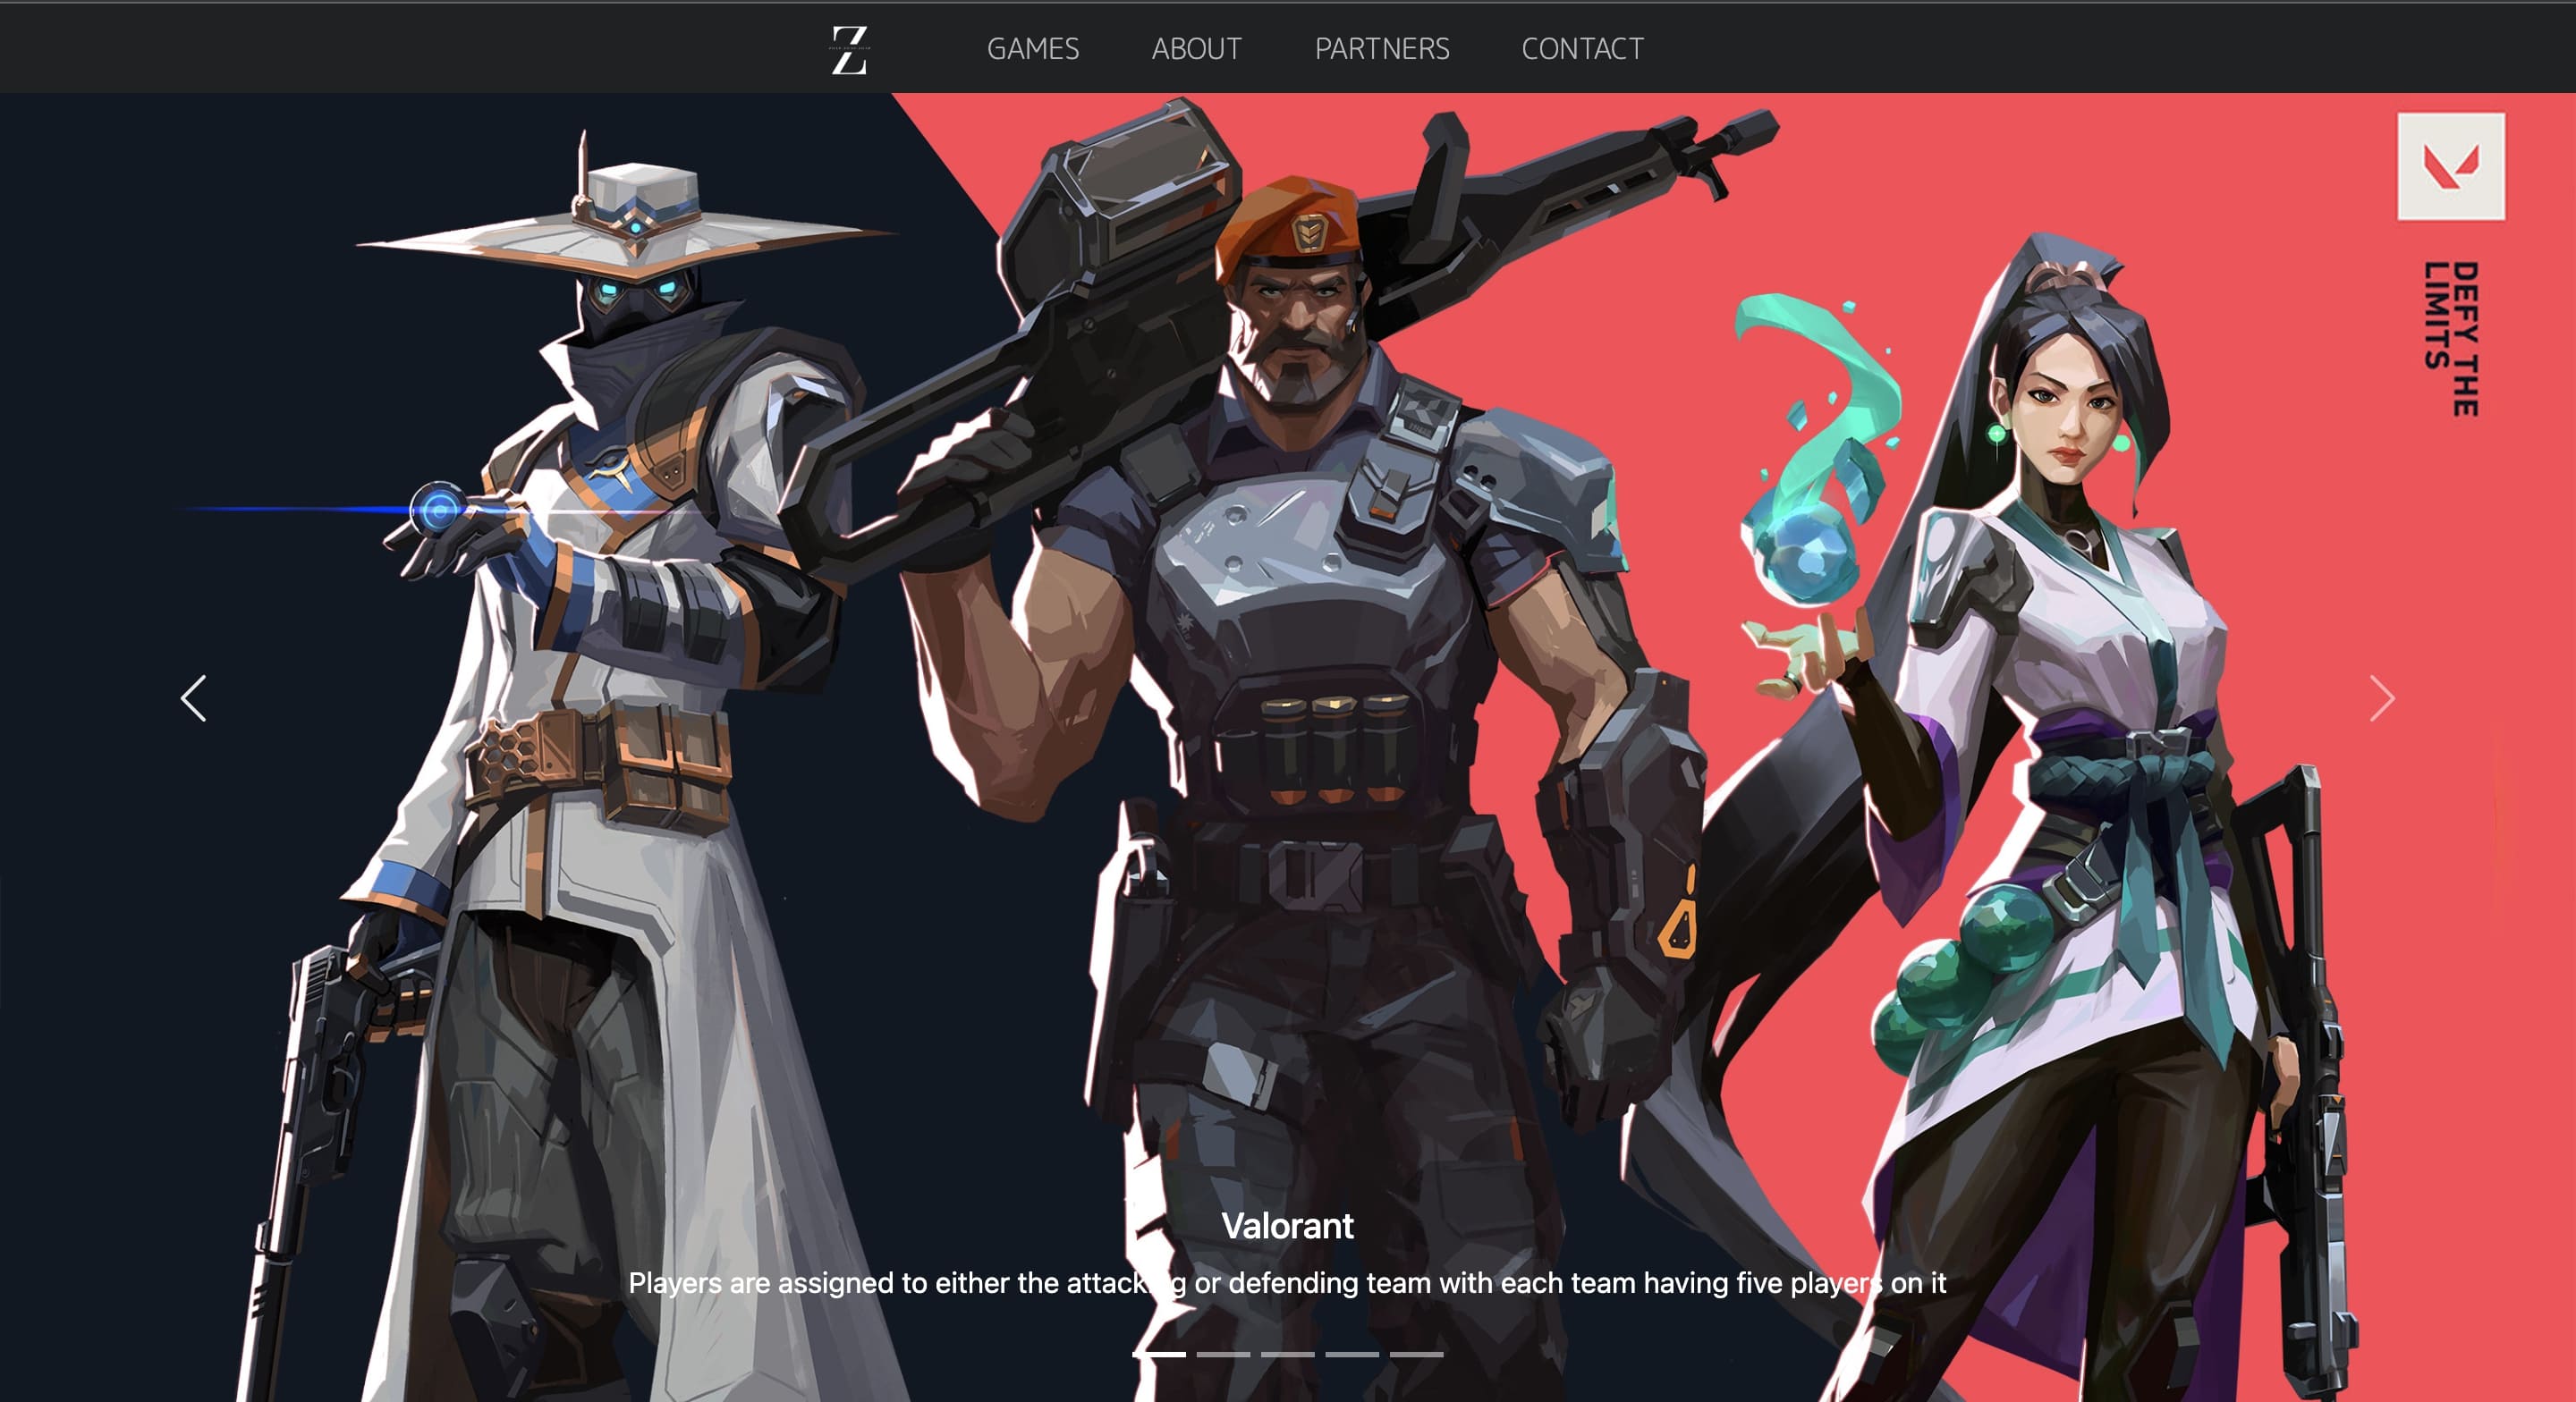 Z
GAMES
ABOUT
PARTNERS
CONTACT
DEFY THE
LIMITS
Valorant
Players are assigned to either the attacking or defending team with each team having five players on it